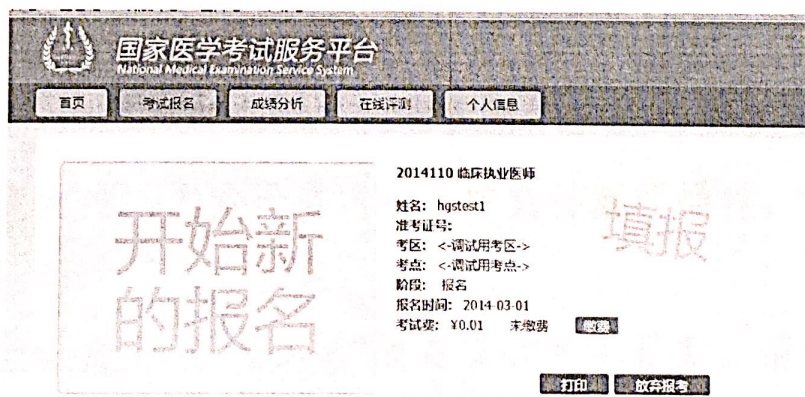 国家医学考试服务平台
National Medical Examination Service System
首页 考试报名 成绩分析 在线评测 个人信息
开始新
的报名
2014110 临床执业医师
姓名: hgstest1
准考证号:
考区: <-调试用考区->
考点: <-调试用考点->
阶段: 报名
报名时间: 2014-03-01
考试费: ¥0.01 未缴费 缴费
填报
打印 放弃报考